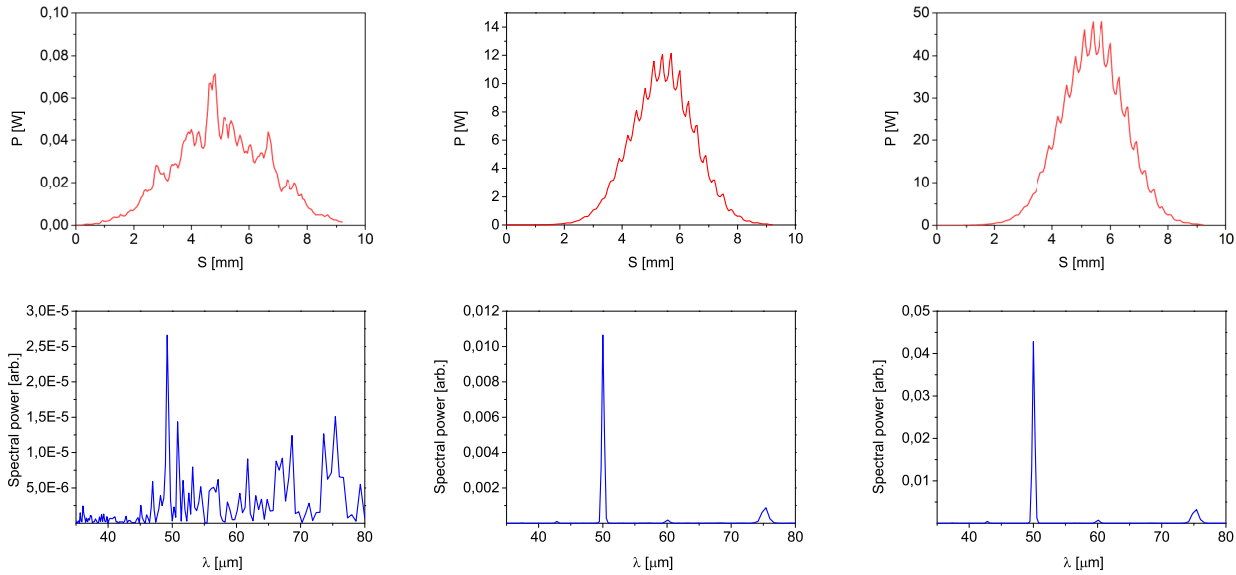 0,10
0,08
0,06
0,04
0,02
0,00
P [W]
0 2 4 6 8 10
S [mm]
14
12
10
8
6
4
2
0
P [W]
0 2 4 6 8 10
S [mm]
50
40
30
20
10
0
P [W]
0 2 4 6 8 10
S [mm]
3,0E-5
2,5E-5
2,0E-5
1,5E-5
1,0E-5
5,0E-6
Spectral power [arb.]
40 50 60 70 80
λ [μm]
0,012
0,010
0,008
0,006
0,004
0,002
Spectral power [arb.]
40 50 60 70 80
λ [μm]
0,05
0,04
0,03
0,02
0,01
Spectral power [arb.]
40 50 60 70 80
λ [μm]